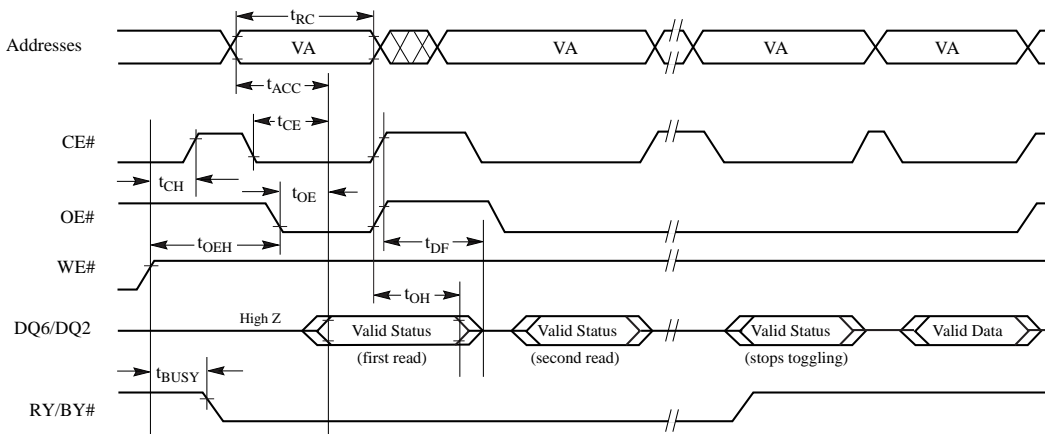 tRC
Addresses VA VA VA VA
tACC
tCE
CE#
tCH tOE
OE#
tOEH tDF
WE#
tOH
High Z
DQ6/DQ2 Valid Status Valid Status Valid Status Valid Data
(first read) (second read) (stops toggling)
tBUSY
RY/BY#